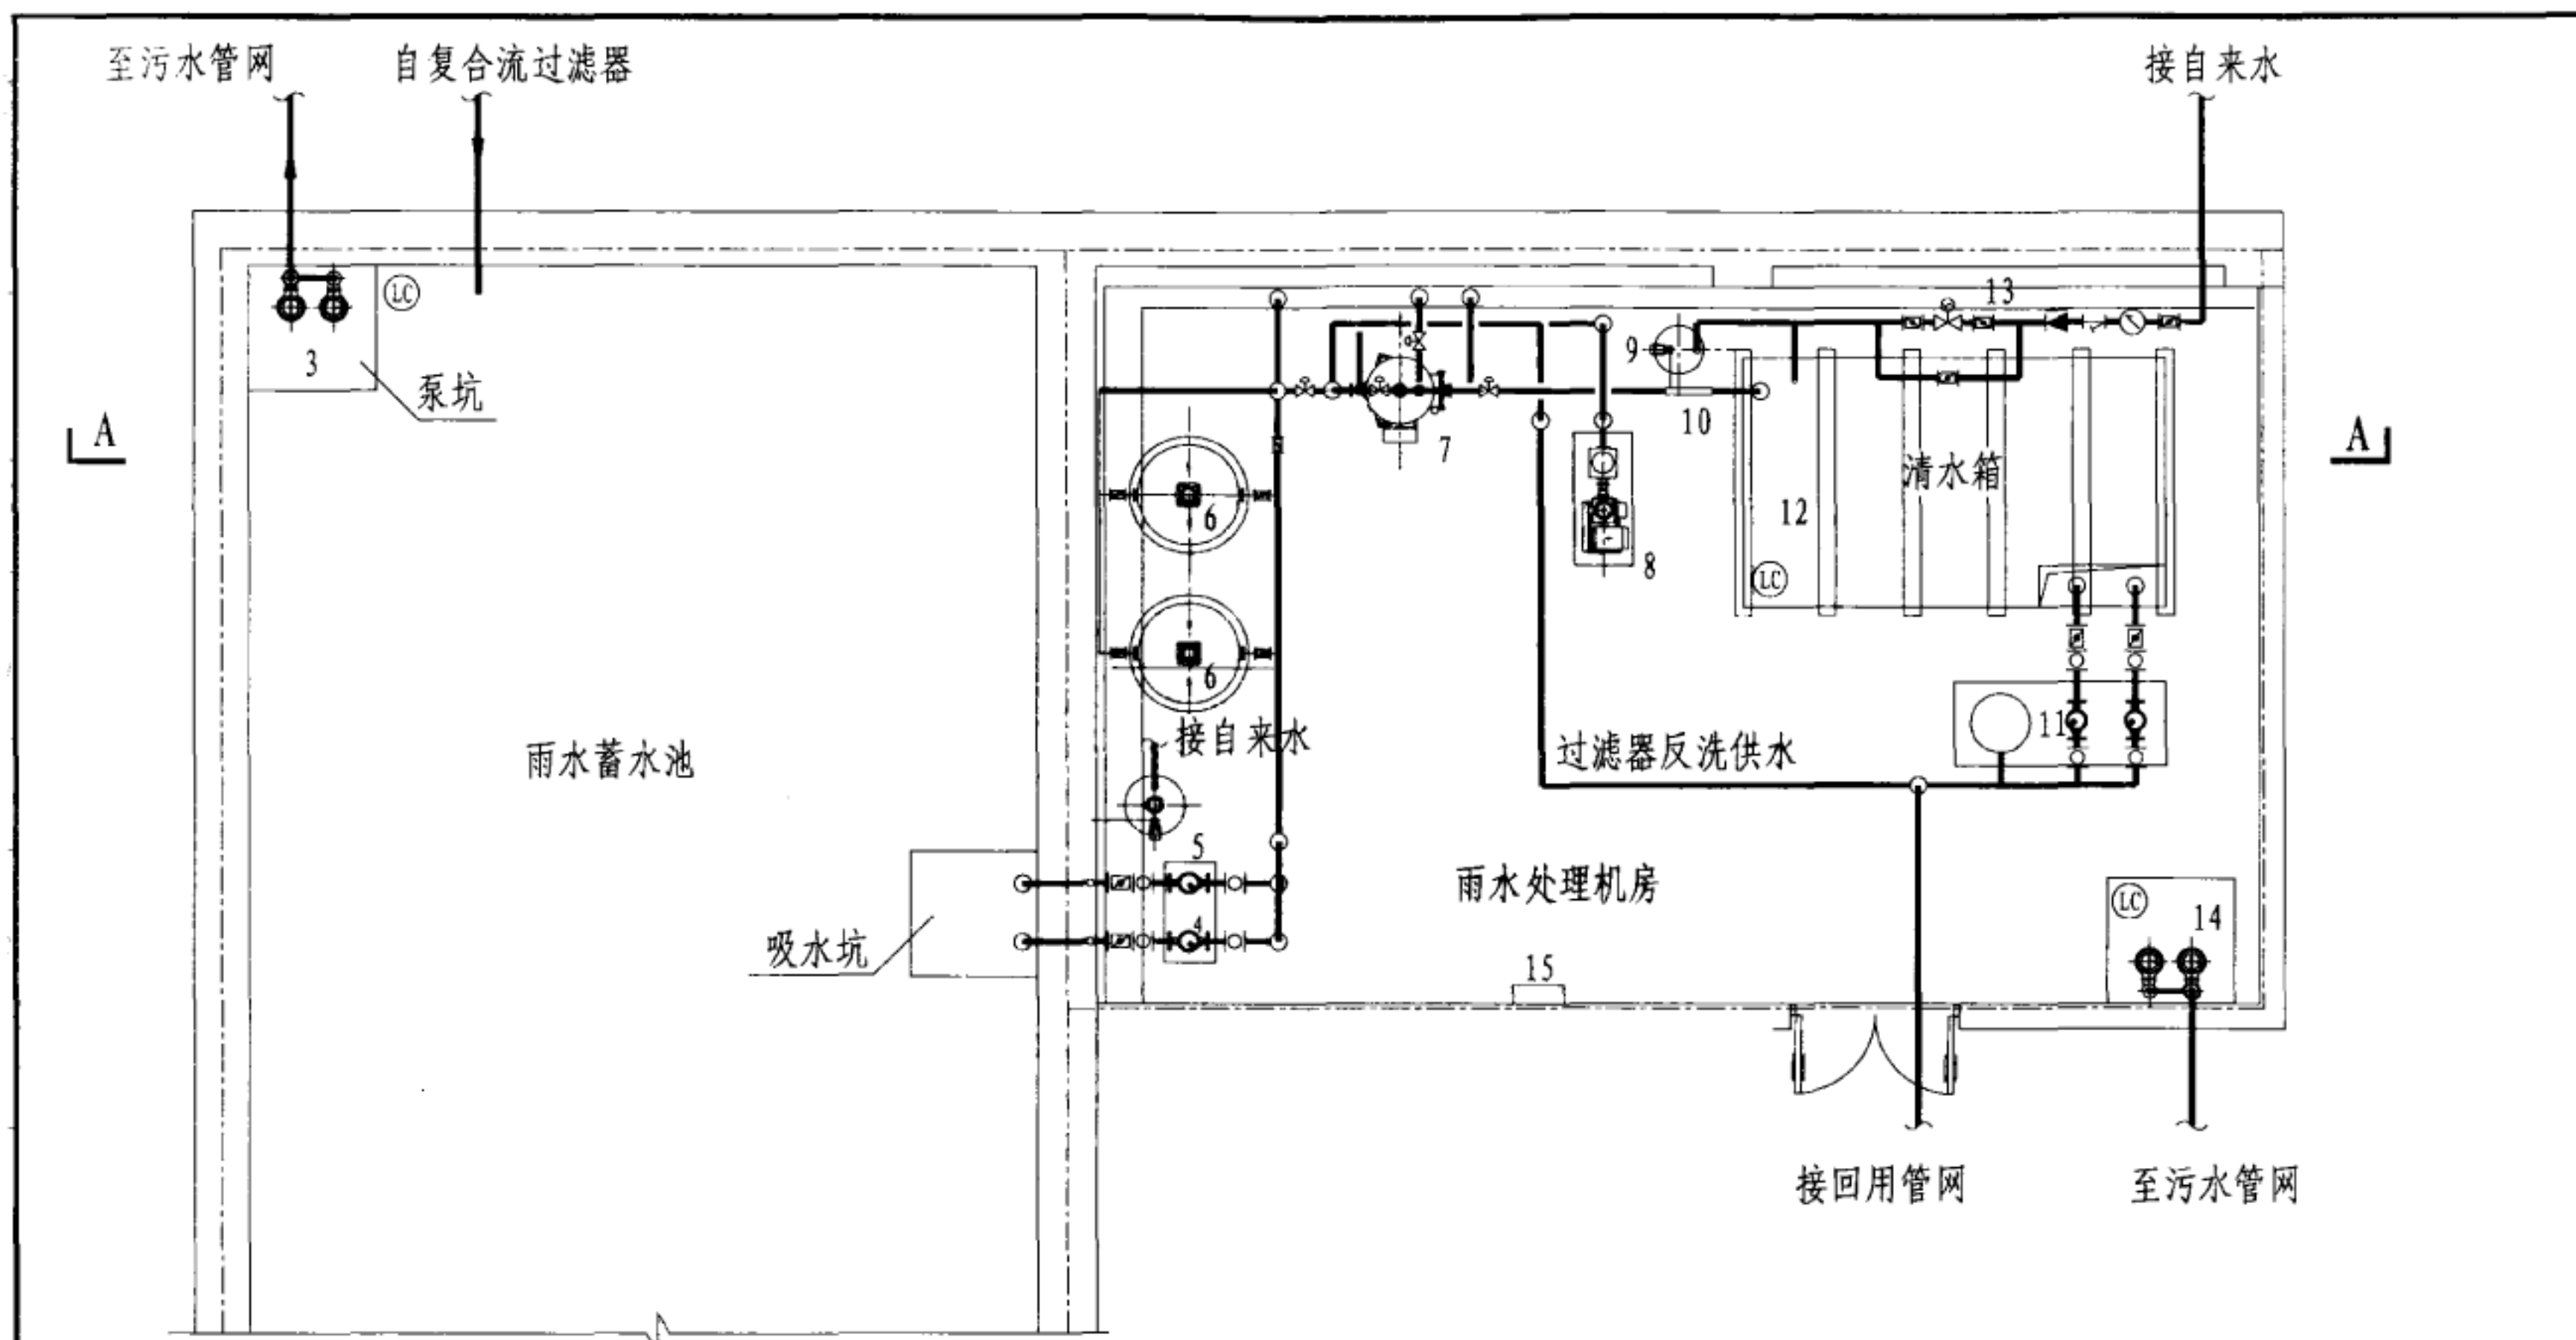 至污水管网
自复合流过滤器
接自来水
LC
13
3
泵坑
9
10
7
A
A
清水箱
12
6
8
LC
6
接自来水
11
过滤器反洗供水
雨水蓄水池
5
雨水处理机房
LC
14
4
吸水坑
15
接回用管网
至污水管网